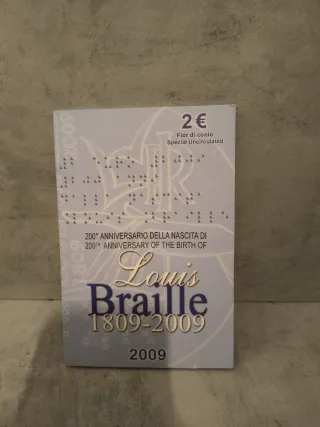 2 €
Fior di conio
Special Uncirculated
200° ANNIVERSARIO DELLA NASCITA DI
200TH ANNIVERSARY OF THE BIRTH OF
Louis
Braille
1809-2009
2009
1809